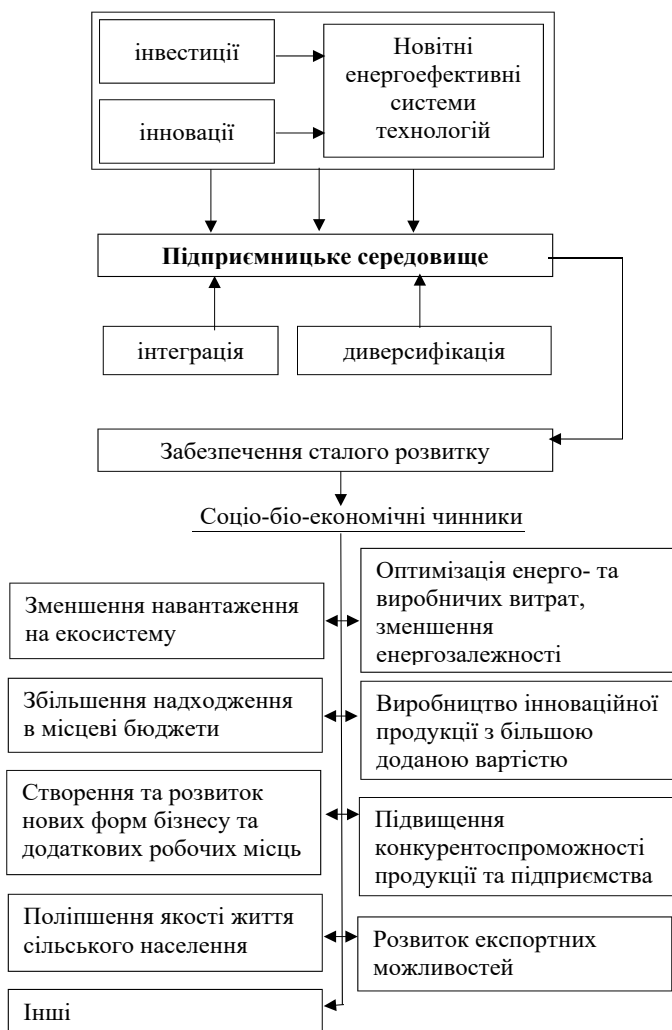 інвестиції
інновації
Новітні
енергоефективні
системи
технологій
Підприємницьке середовище
інтеграція
диверсифікація
Забезпечення сталого розвитку
Соціо-біо-економічні чинники
Зменшення навантаження
на екосистему
Оптимізація енерго- та
виробничих витрат,
зменшення
енергозалежності
Збільшення надходження
в місцеві бюджети
Виробництво інноваційної
продукції з більшою
доданою вартістю
Створення та розвиток
нових форм бізнесу та
додаткових робочих місць
Підвищення
конкурентоспроможності
продукції та підприємства
Поліпшення якості життя
сільського населення
Розвиток експортних
можливостей
Інші